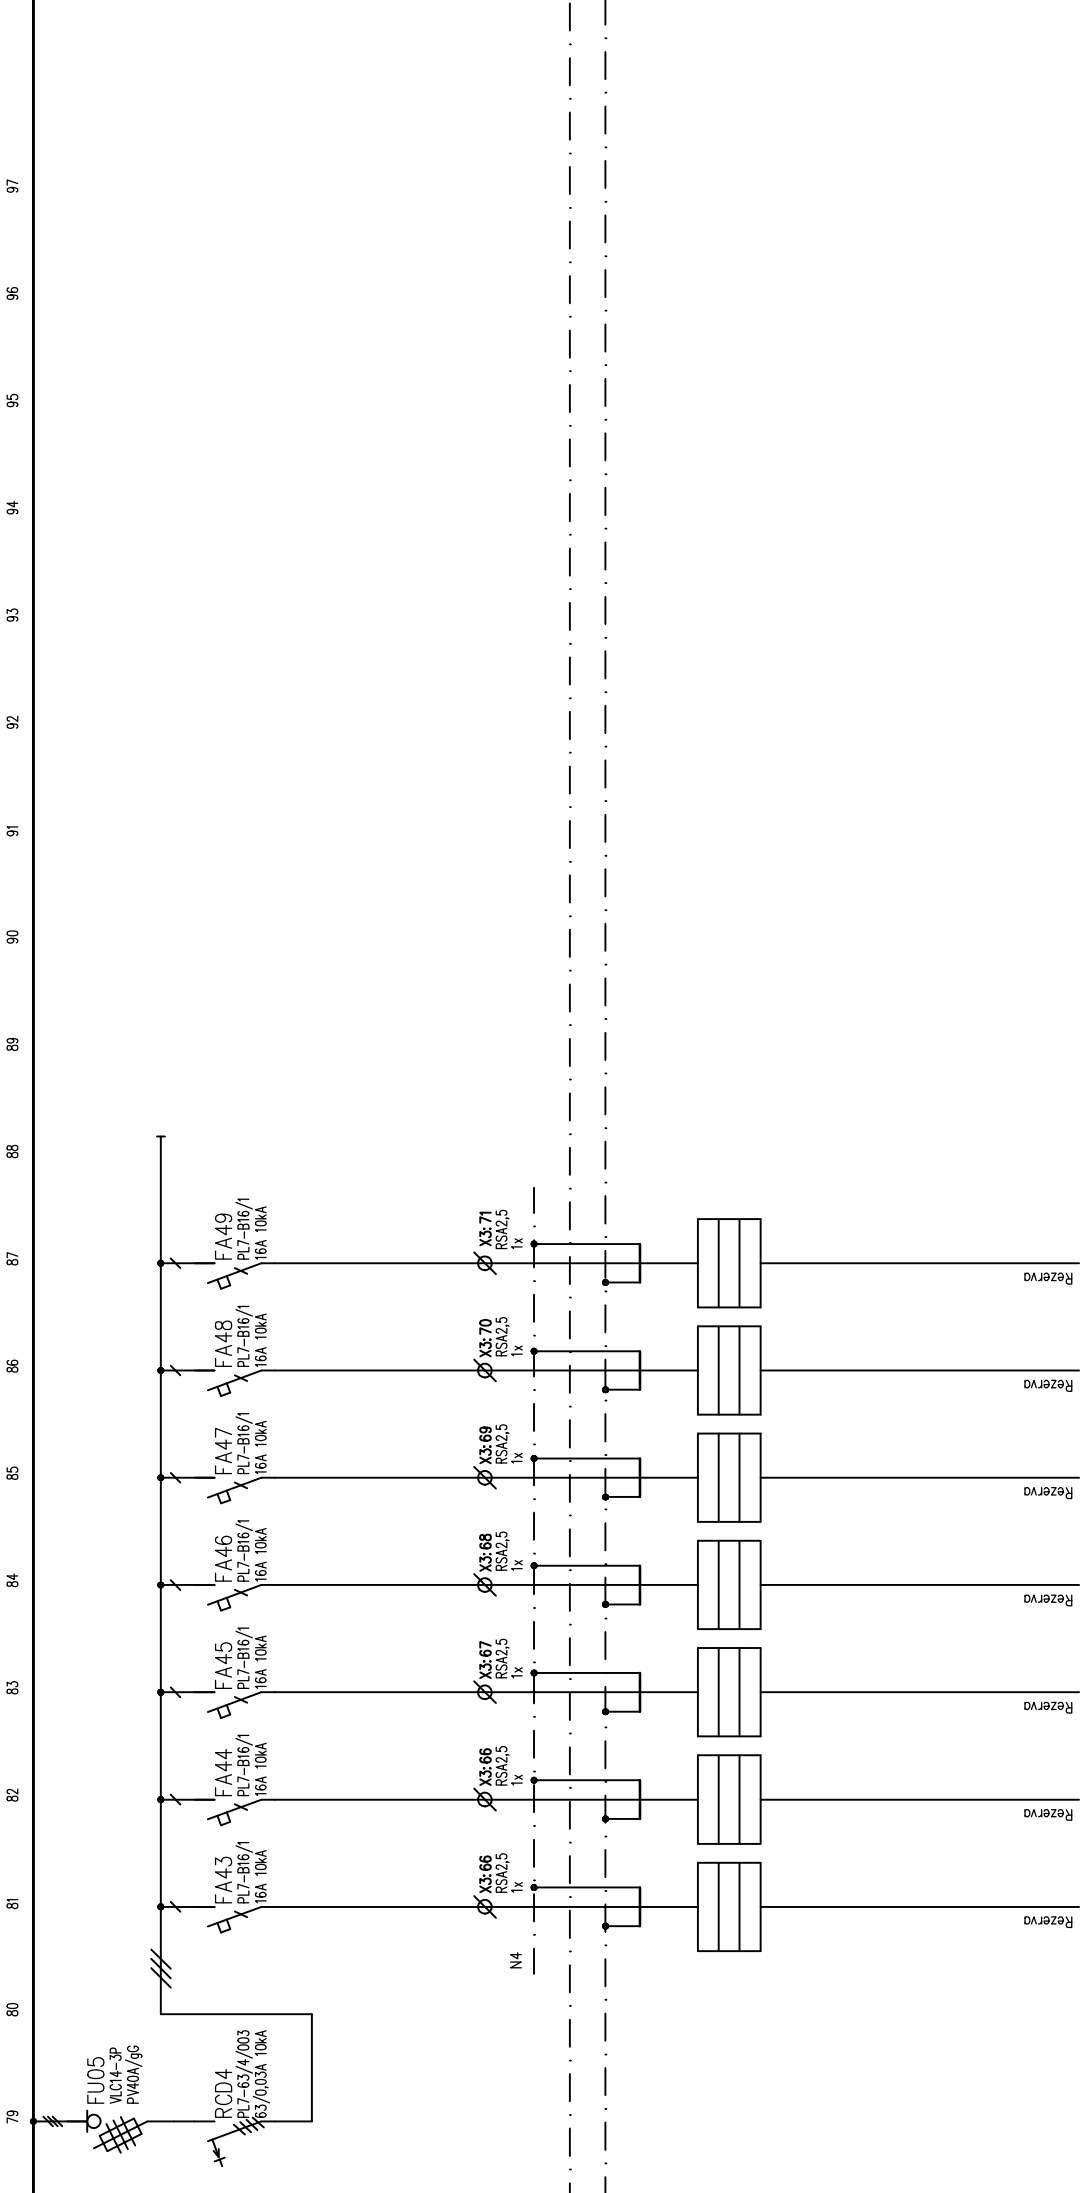 79
80
81
82
83
84
85
86
87
88
89
90
91
92
93
94
95
96
97
FU05
VLC14-3P
PV40A/gG
RCD4
PL7-63/4/003
63/0,03A 10kA
FA43
PL7-B16/1
16A 10kA
FA44
PL7-B16/1
16A 10kA
FA45
PL7-B16/1
16A 10kA
FA46
PL7-B16/1
16A 10kA
FA47
PL7-B16/1
16A 10kA
FA48
PL7-B16/1
16A 10kA
FA49
PL7-B16/1
16A 10kA
N4
X3:66
RSA2,5
1x
X3:66
RSA2,5
1x
X3:67
RSA2,5
1x
X3:68
RSA2,5
1x
X3:69
RSA2,5
1x
X3:70
RSA2,5
1x
X3:71
RSA2,5
1x
Rezerva
Rezerva
Rezerva
Rezerva
Rezerva
Rezerva
Rezerva